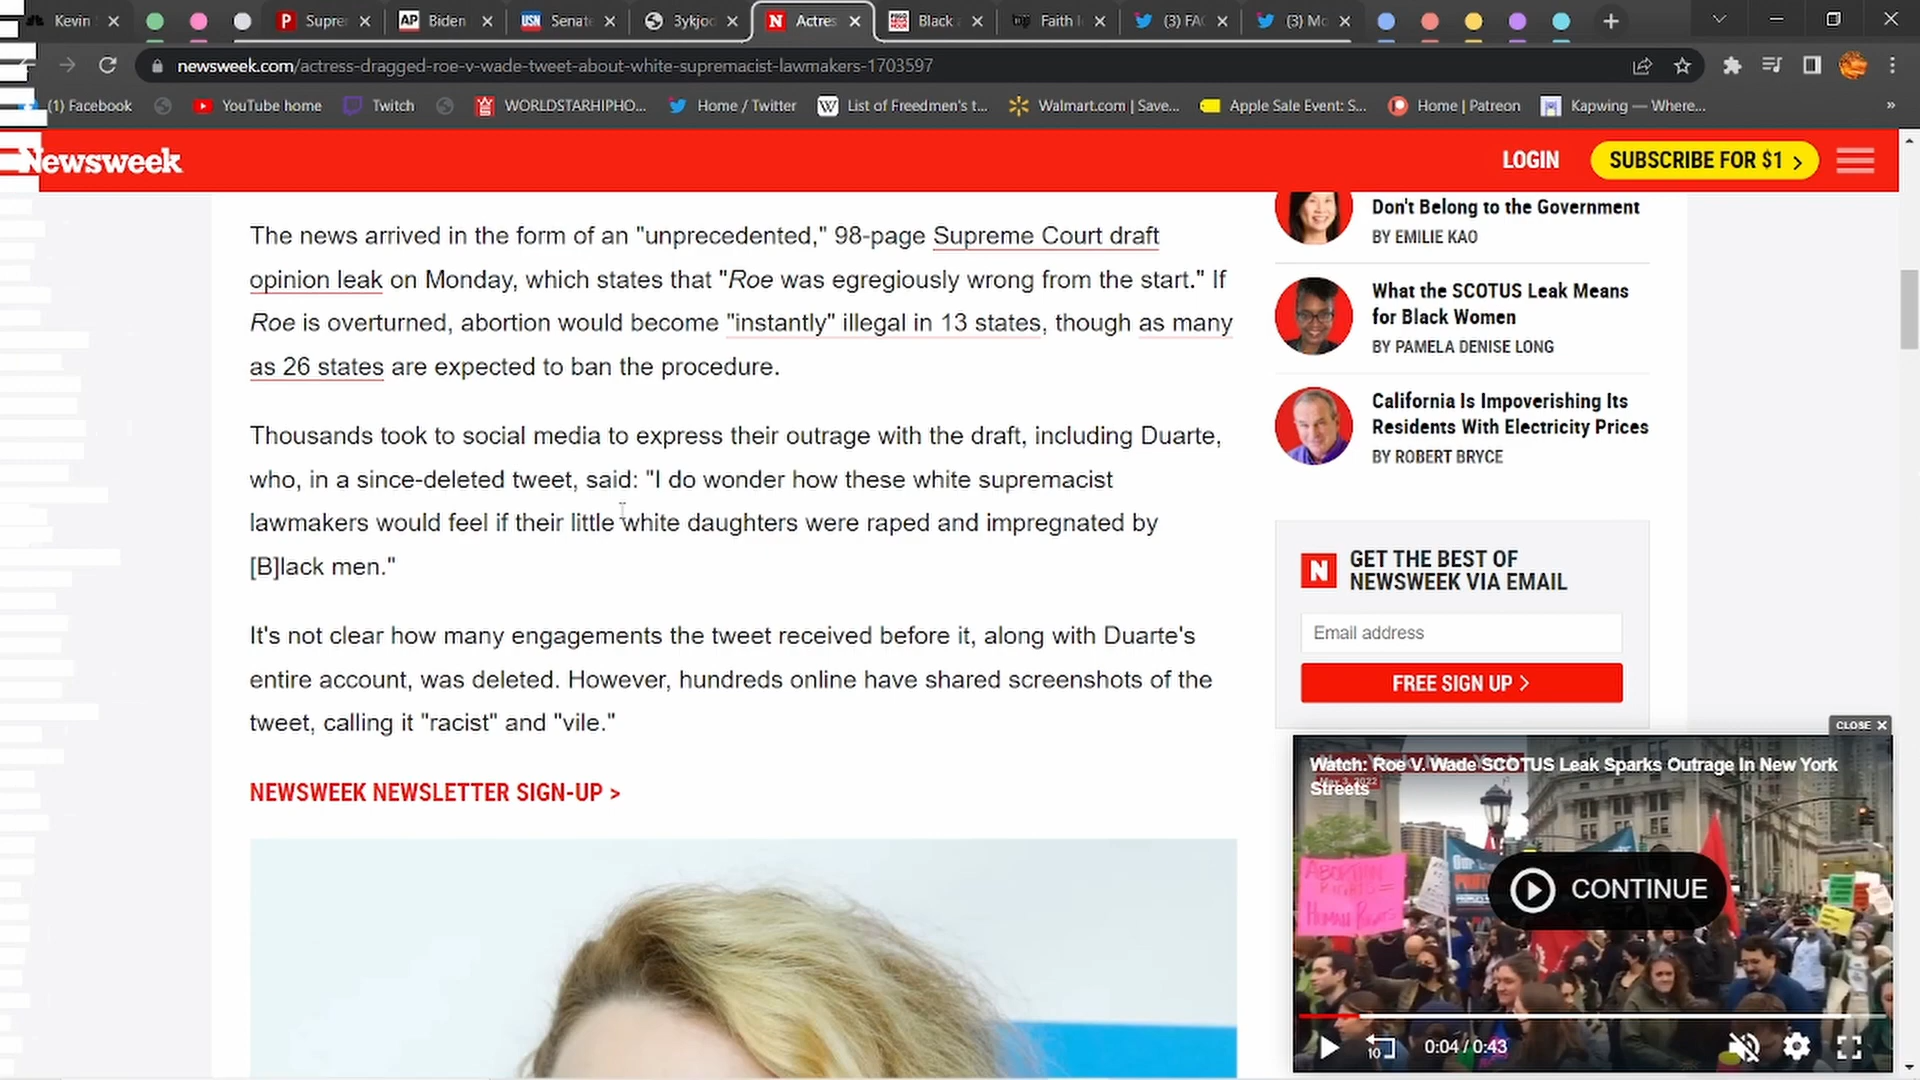 Kevin
Supre
AP
Biden
USN
Senate
3ykjoc
N
Actres
Black
Faith I
(3) FA
(3) Mo
newsweek.com/actress-dragged-roe-v-wade-tweet-about-white-supremacist-lawmakers-1703597
(1) Facebook
YouTube home
Twitch
WORLDSTARHIPHO...
Home / Twitter
W
List of Freedmen's t...
Walmart.com | Save...
Apple Sale Event: S...
Home | Patreon
Kapwing — Where...
»
Newsweek
LOGIN
SUBSCRIBE FOR $1 >
The news arrived in the form of an "unprecedented," 98-page Supreme Court draft
opinion leak on Monday, which states that "Roe was egregiously wrong from the start." If
Roe is overturned, abortion would become "instantly" illegal in 13 states, though as many
as 26 states are expected to ban the procedure.
Thousands took to social media to express their outrage with the draft, including Duarte,
who, in a since-deleted tweet, said: "I do wonder how these white supremacist
lawmakers would feel if their little white daughters were raped and impregnated by
[B]lack men."
It's not clear how many engagements the tweet received before it, along with Duarte's
entire account, was deleted. However, hundreds online have shared screenshots of the
tweet, calling it "racist" and "vile."
NEWSWEEK NEWSLETTER SIGN-UP >
Don't Belong to the Government
BY EMILIE KAO
What the SCOTUS Leak Means
for Black Women
BY PAMELA DENISE LONG
California Is Impoverishing Its
Residents With Electricity Prices
BY ROBERT BRYCE
N
GET THE BEST OF
NEWSWEEK VIA EMAIL
Email address
FREE SIGN UP >
CLOSE X
Watch: Roe V. Wade SCOTUS Leak Sparks Outrage In New York
Streets
May 3, 2022
ABORTION
RIGHTS =
HUMAN RIGHTS
CONTINUE
10
0:04 / 0:43